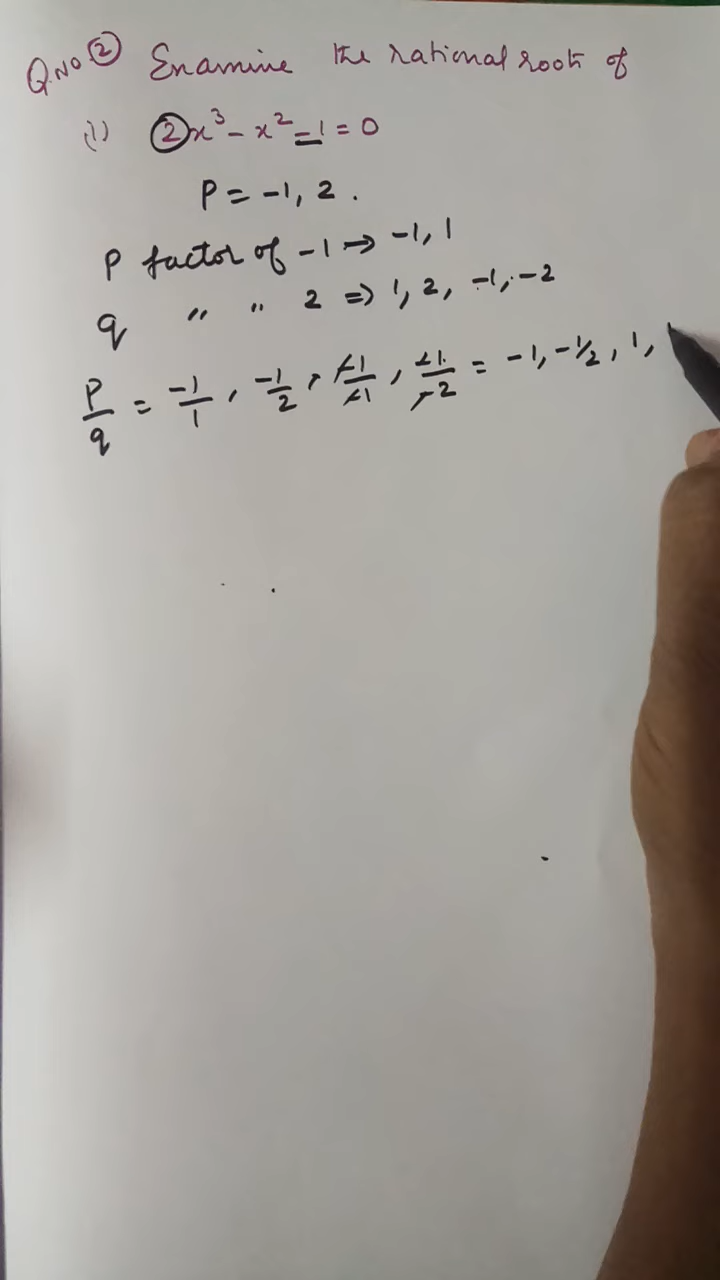 Q.No ② Examine the rational roots of
(1) ②x³ - x² - 1 = 0
P = -1, 2 .
P factor of -1 → -1, 1
q " " 2 ⇒ 1, 2, -1, -2
P/q = -1/1, -1/2, -1/-1, -1/-2 = -1, -1/2, 1,